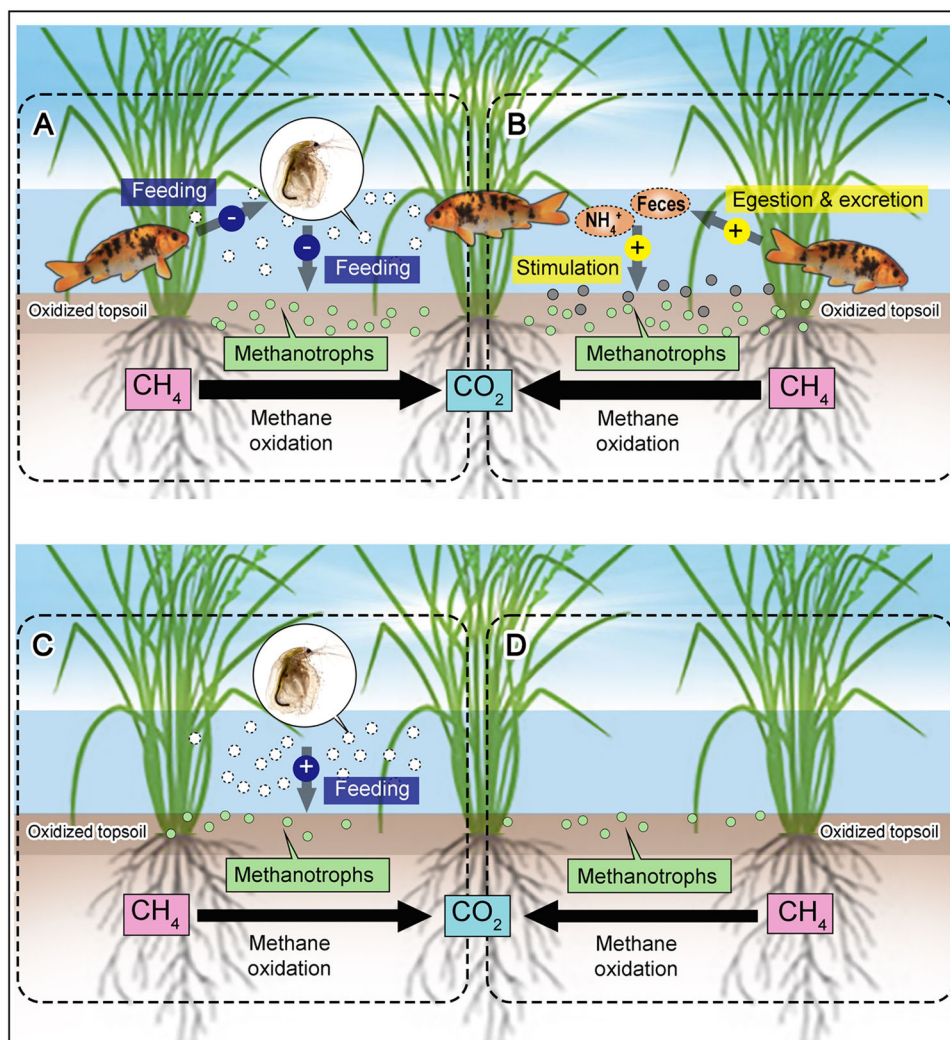 A
Feeding
-
-
Feeding
Oxidized topsoil
Methanotrophs
CH4
Methane
oxidation
CO2
B
NH4+
Feces
Egestion & excretion
+
+
Stimulation
Oxidized topsoil
Methanotrophs
CH4
Methane
oxidation
C
+
Feeding
Oxidized topsoil
Methanotrophs
CH4
Methane
oxidation
CO2
D
Oxidized topsoil
Methanotrophs
CH4
Methane
oxidation